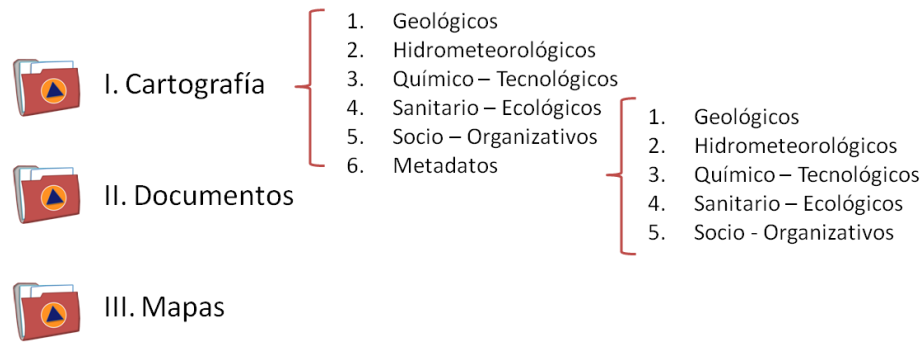 I. Cartografía
1. Geológicos
2. Hidrometeorológicos
3. Químico – Tecnológicos
4. Sanitario – Ecológicos
5. Socio – Organizativos
6. Metadatos
1. Geológicos
2. Hidrometeorológicos
3. Químico – Tecnológicos
4. Sanitario – Ecológicos
5. Socio - Organizativos
II. Documentos
III. Mapas